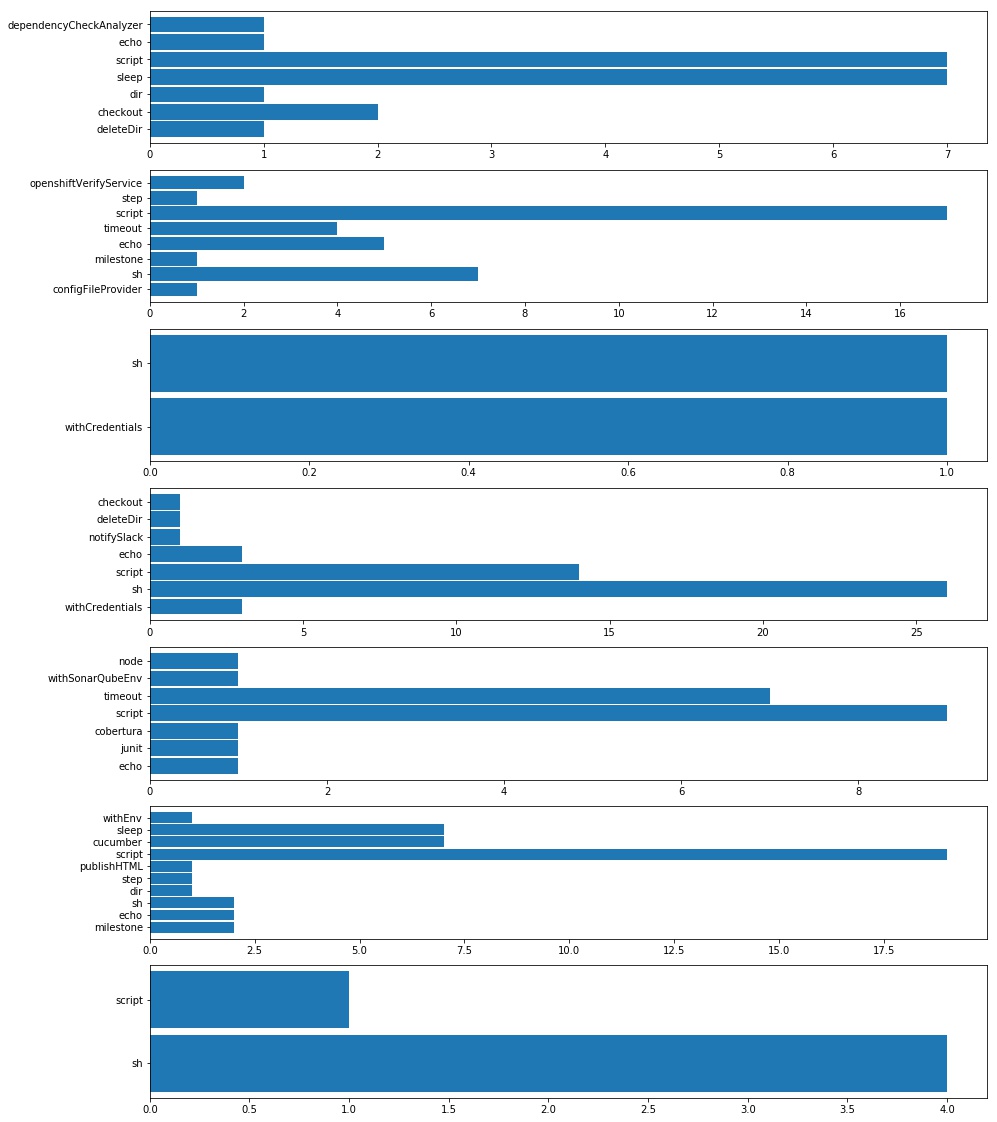 dependencyCheckAnalyzer
echo
script
sleep
dir
checkout
deleteDir
0 1 2 3 4 5 6 7
openshiftVerifyService
step
script
timeout
echo
milestone
sh
configFileProvider
0 2 4 6 8 10 12 14 16
sh
withCredentials
0.0 0.2 0.4 0.6 0.8 1.0
checkout
deleteDir
notifySlack
echo
script
sh
withCredentials
0 5 10 15 20 25
node
withSonarQubeEnv
timeout
script
cobertura
junit
echo
0 2 4 6 8
withEnv
sleep
cucumber
script
publishHTML
step
dir
sh
echo
milestone
0.0 2.5 5.0 7.5 10.0 12.5 15.0 17.5
script
sh
0.0 0.5 1.0 1.5 2.0 2.5 3.0 3.5 4.0